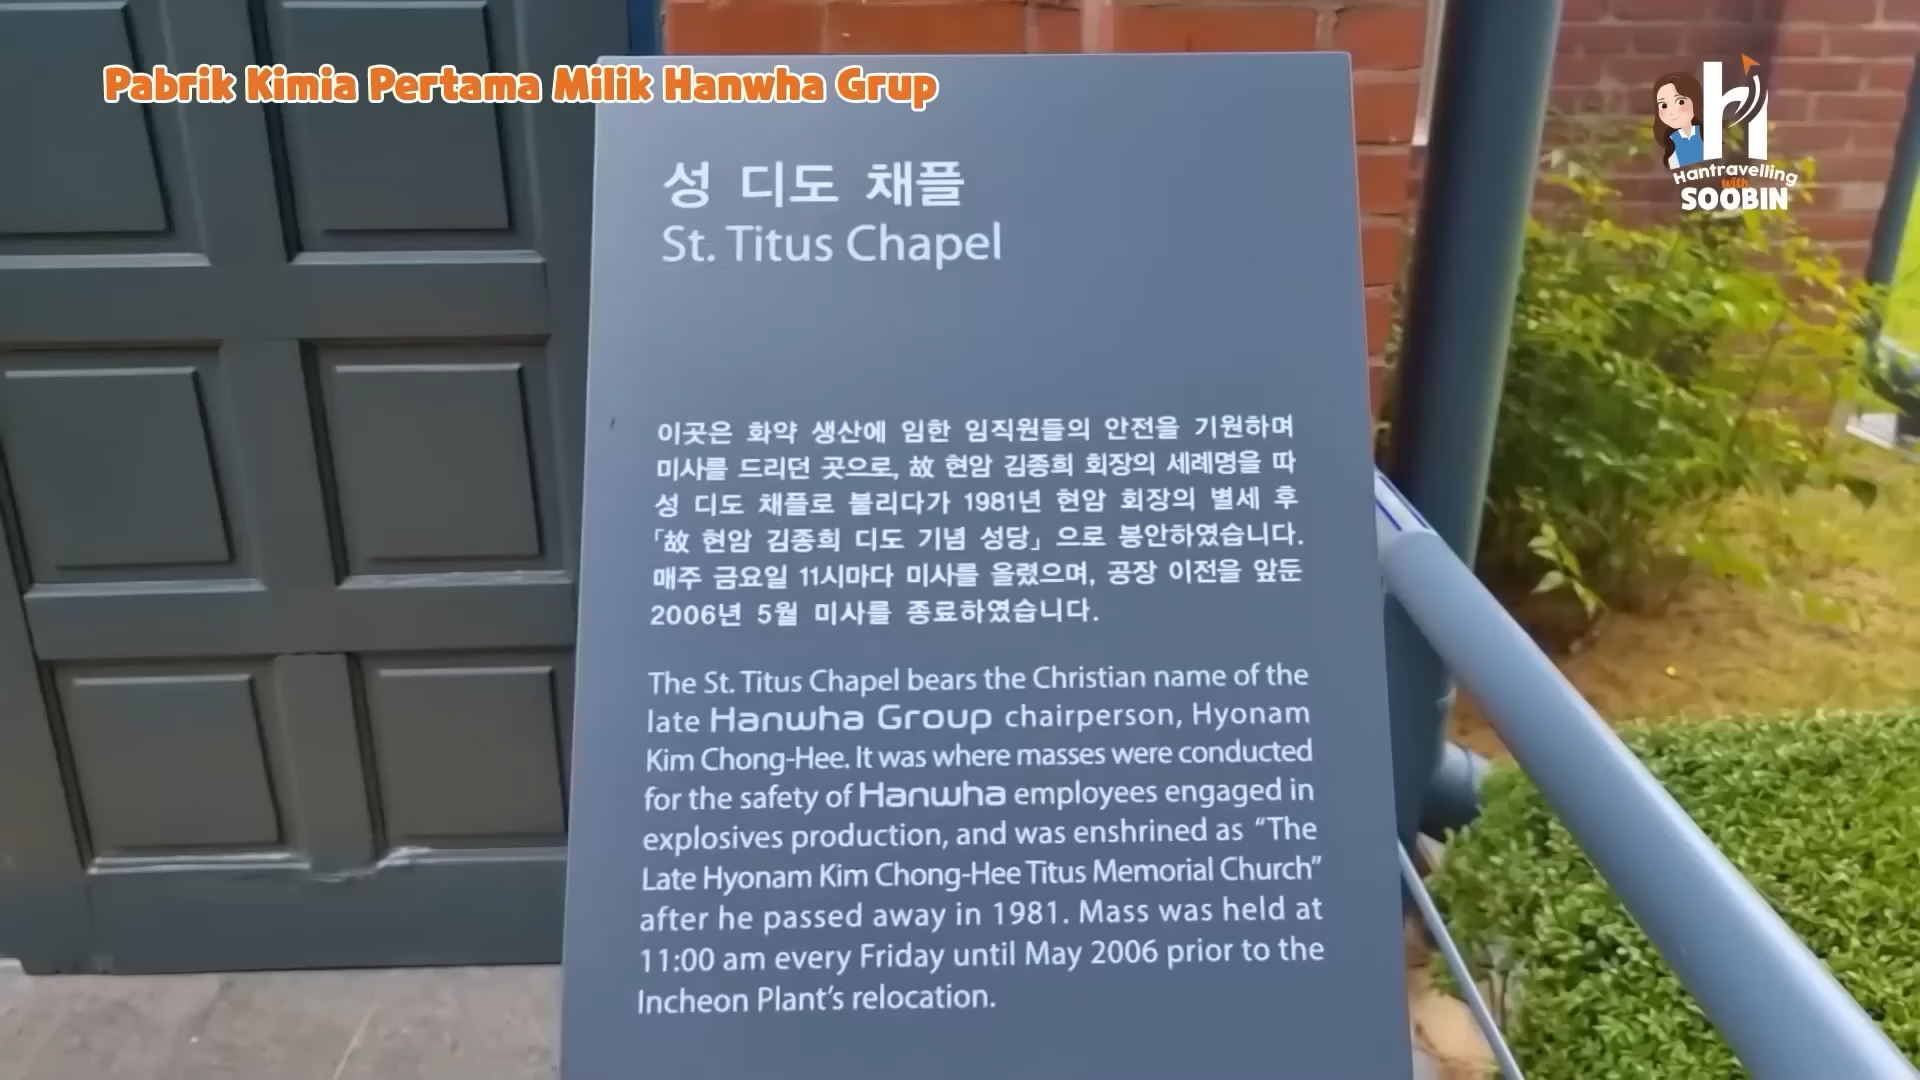 Pabrik Kimia Pertama Milik Hanwha Grup
h
Hantravelling
with
SOOBIN
성 디도 채플
St. Titus Chapel
이곳은 화약 생산에 임한 임직원들의 안전을 기원하며
미사를 드리던 곳으로, 故 현암 김종희 회장의 세례명을 따
성 디도 채플로 불리다가 1981년 현암 회장의 별세 후
「故 현암 김종희 디도 기념 성당」으로 봉안하였습니다.
매주 금요일 11시마다 미사를 올렸으며, 공장 이전을 앞둔
2006년 5월 미사를 종료하였습니다.
The St. Titus Chapel bears the Christian name of the
late Hanwha Group chairperson, Hyonam
Kim Chong-Hee. It was where masses were conducted
for the safety of Hanwha employees engaged in
explosives production, and was enshrined as “The
Late Hyonam Kim Chong-Hee Titus Memorial Church”
after he passed away in 1981. Mass was held at
11:00 am every Friday until May 2006 prior to the
Incheon Plant’s relocation.